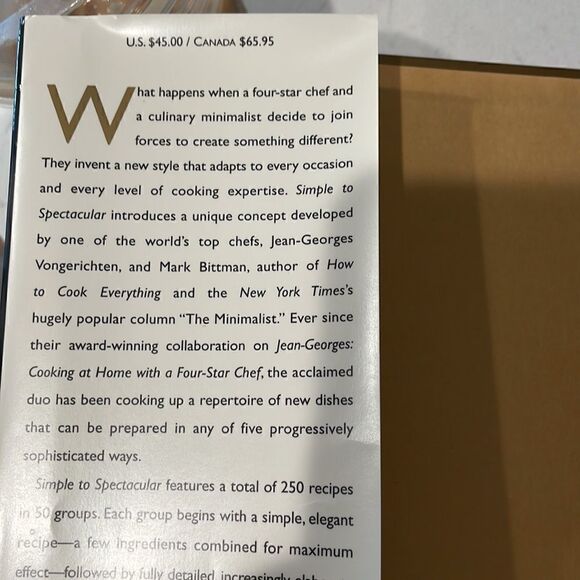 U.S. $45.00 / CANADA $65.95
What happens when a four-star chef and
a culinary minimalist decide to join
forces to create something different?
They invent a new style that adapts to every occasion
and every level of cooking expertise. Simple to
Spectacular introduces a unique concept developed
by one of the world's top chefs, Jean-Georges
Vongerichten, and Mark Bittman, author of How
to Cook Everything and the New York Times's
hugely popular column "The Minimalist." Ever since
their award-winning collaboration on Jean-Georges:
Cooking at Home with a Four-Star Chef, the acclaimed
duo has been cooking up a repertoire of new dishes
that can be prepared in any of five progressively
sophisticated ways.
Simple to Spectacular features a total of 250 recipes
in 50 groups. Each group begins with a simple, elegant
recipe—a few ingredients combined for maximum
effect—followed by fully detailed increasingly